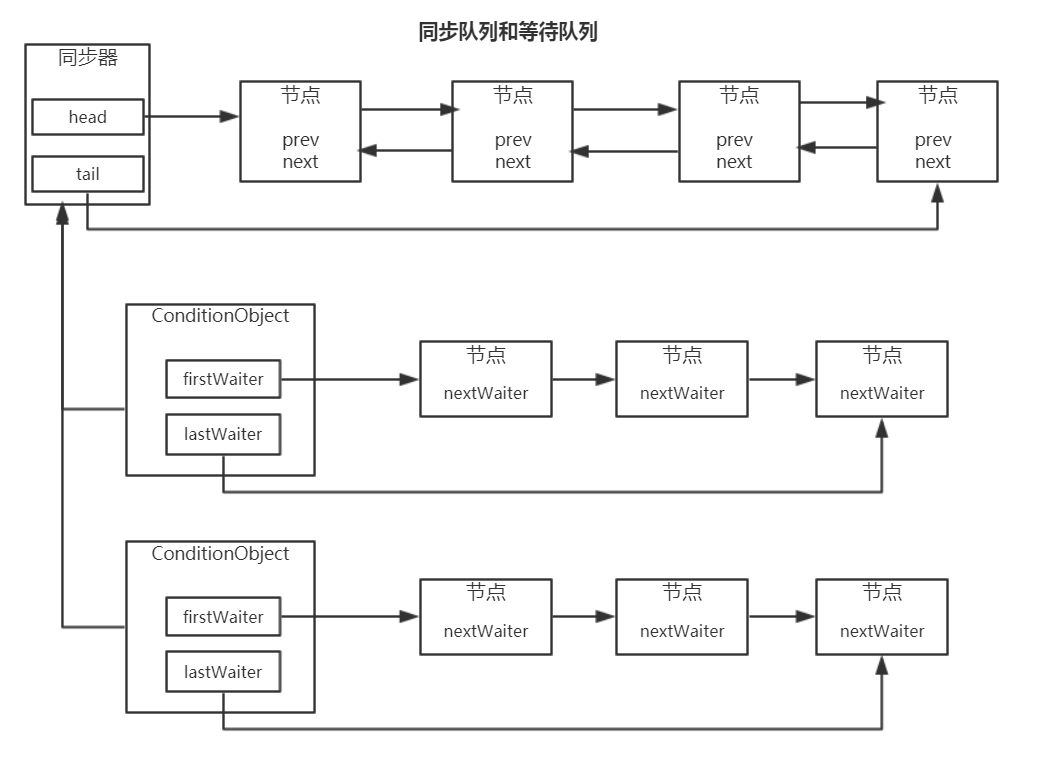 同步队列和等待队列
同步器
head
tail
节点
prev
next
节点
prev
next
节点
prev
next
节点
prev
next
ConditionObject
firstWaiter
lastWaiter
节点
nextWaiter
节点
nextWaiter
节点
nextWaiter
ConditionObject
firstWaiter
lastWaiter
节点
nextWaiter
节点
nextWaiter
节点
nextWaiter